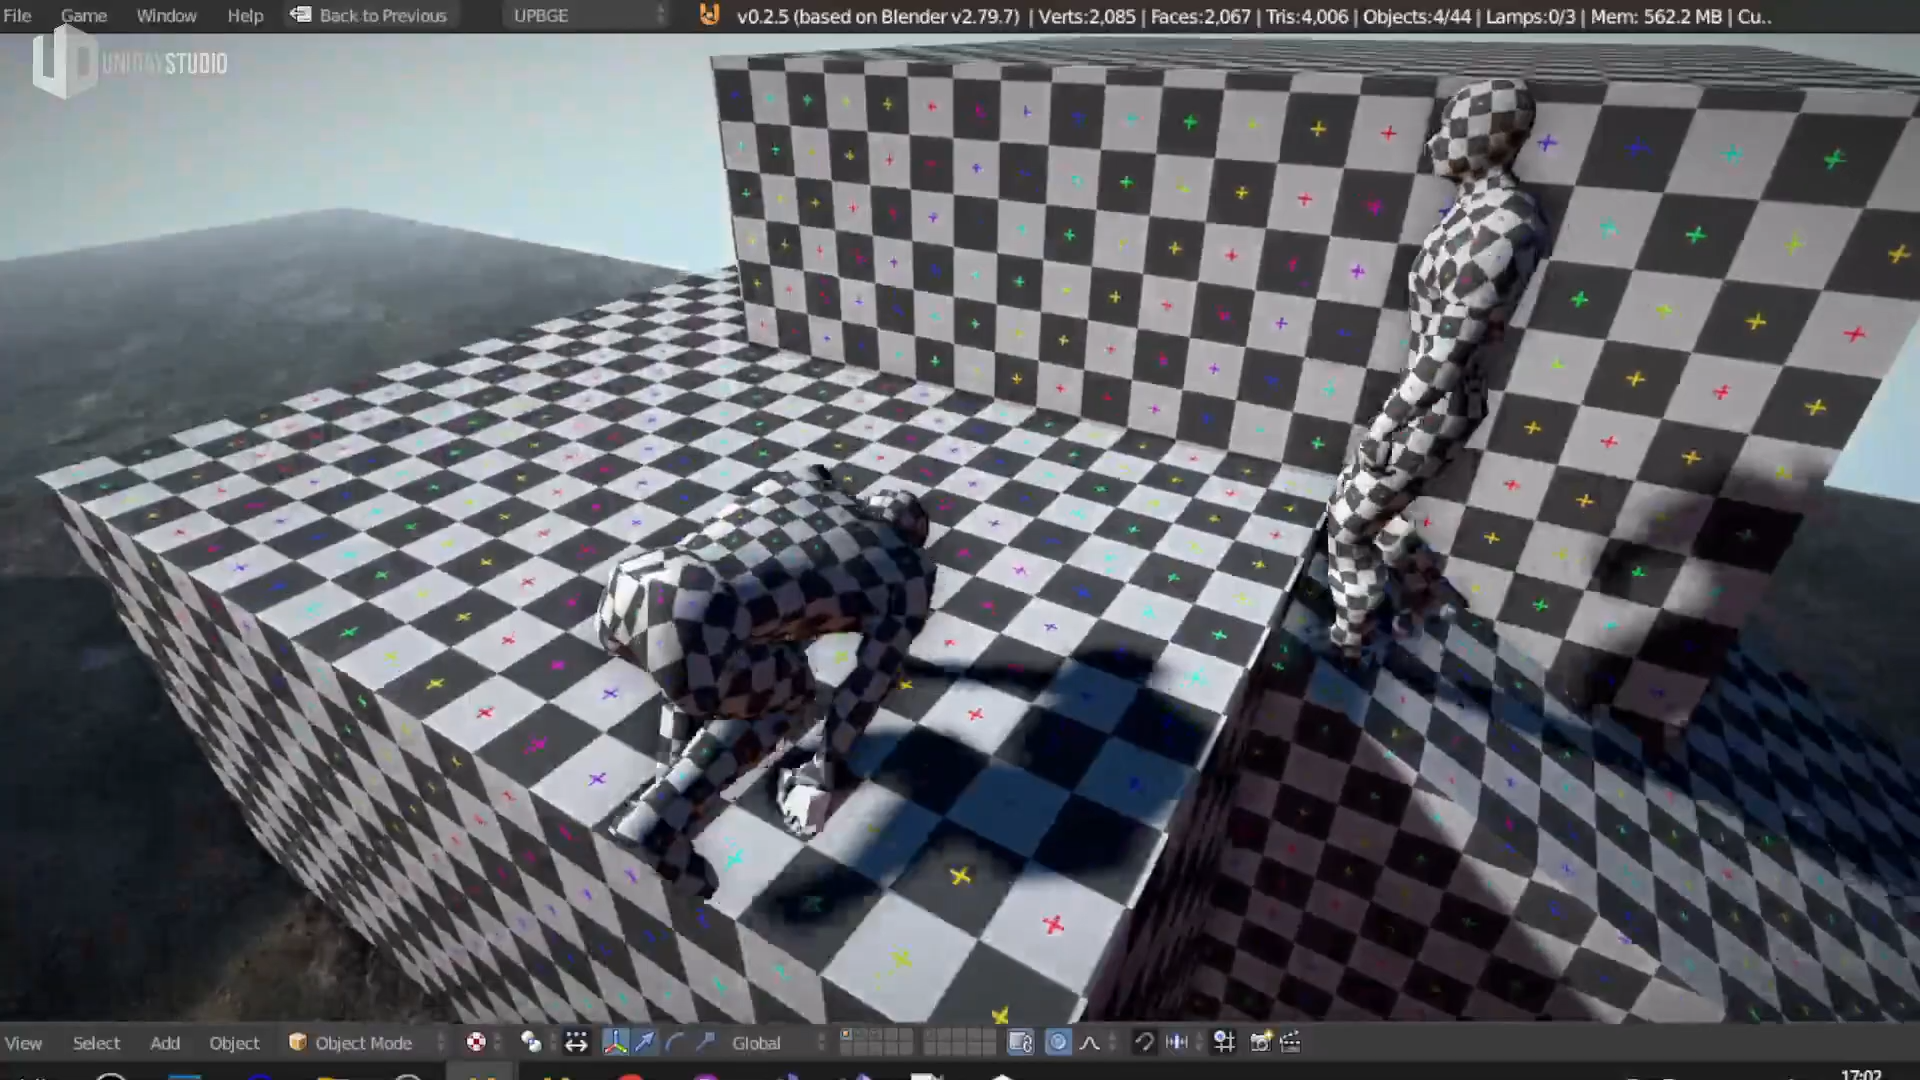 File Game Window Help Back to Previous UPBGE v0.2.5 (based on Blender v2.79.7) | Verts:2,085 | Faces:2,067 | Tris:4,006 | Objects:4/44 | Lamps:0/3 | Mem: 562.2 MB | Cu..
UNIDAYSTUDIO
View Select Add Object Object Mode Global
17:02